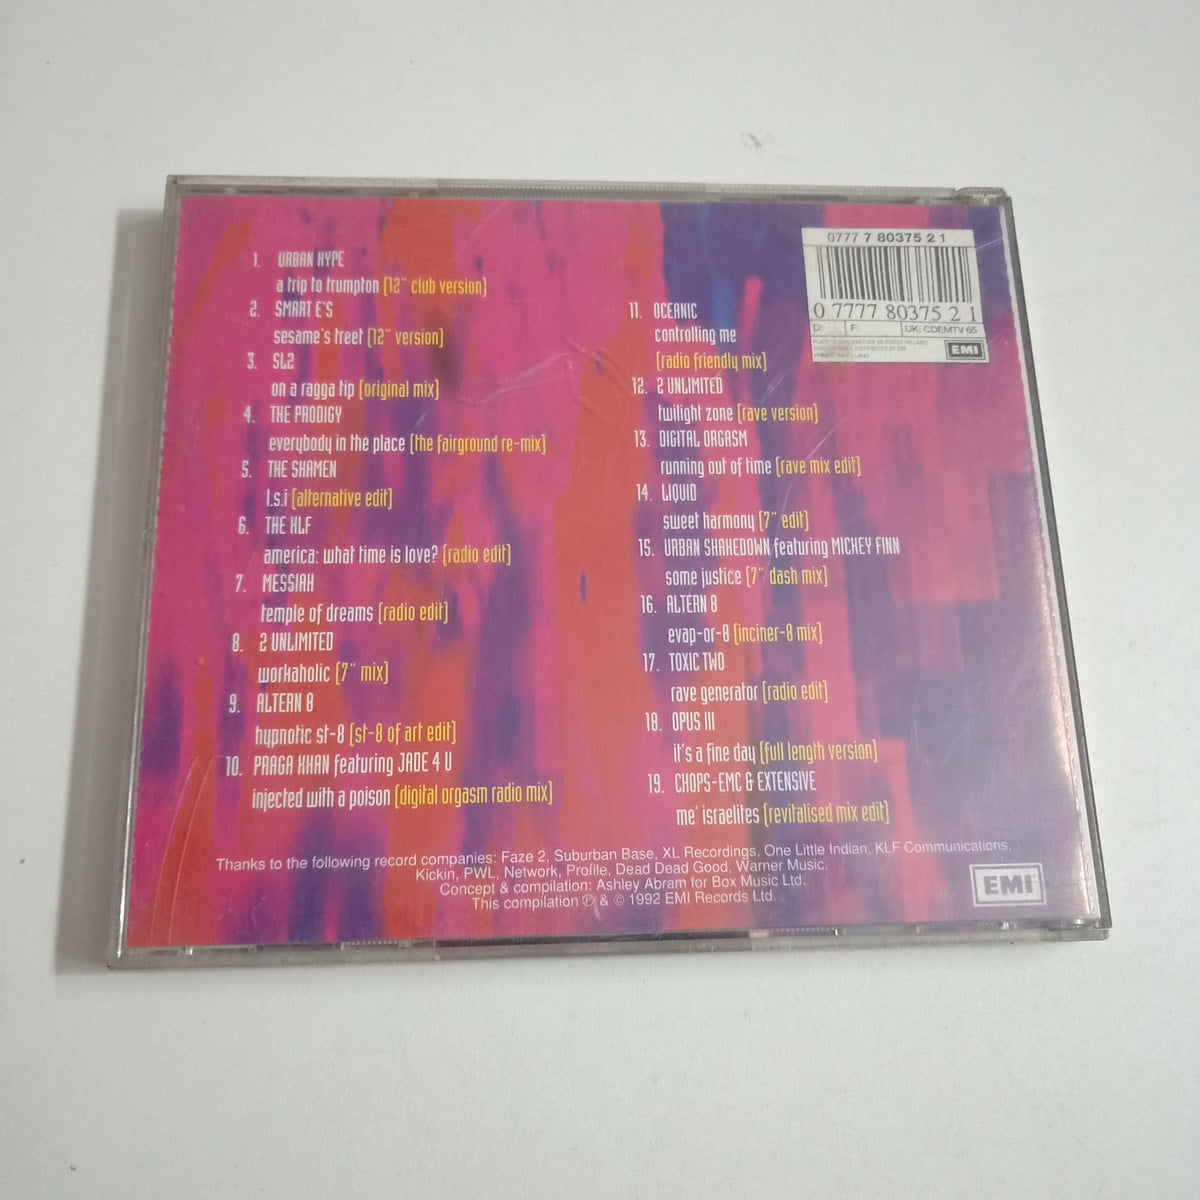 1. URBAN HYPE
a trip to trumpton [12" club version]
2. SMART E'S
sesame's treet [12" version]
3. SL2
on a ragga tip [original mix]
4. THE PRODIGY
everybody in the place [the fairground re-mix]
5. THE SHAMEN
l.s.i [alternative edit]
6. THE KLF
america: what time is love? [radio edit]
7. MESSIAH
temple of dreams [radio edit]
8. 2 UNLIMITED
workaholic [7" mix]
9. ALTERN 8
hypnotic st-8 [st-8 of art edit]
10. PRAGA KHAN featuring JADE 4 U
injected with a poison [digital orgasm radio mix]
11. OCEANIC
controlling me
[radio friendly mix]
12. 2 UNLIMITED
twilight zone [rave version]
13. DIGITAL ORGASM
running out of time [rave mix edit]
14. LIQUID
sweet harmony [7" edit]
15. URBAN SHAKEDOWN featuring MICKEY FINN
some justice [7" dash mix]
16. ALTERN 8
evap-or-8 [inciner-8 mix]
17. TOXIC TWO
rave generator [radio edit]
18. OPUS III
it's a fine day [full length version]
19. CHOPS-EMC & EXTENSIVE
me' israelites [revitalised mix edit]
0777 7 80375 2 1
0 7777 80375 2 1
D: F: UK: CDEMTV 65
EMI
Thanks to the following record companies: Faze 2, Suburban Base, XL Recordings, One Little Indian, KLF Communications,
Kickin, PWL, Network, Profile, Dead Dead Good, Warner Music.
Concept & compilation: Ashley Abram for Box Music Ltd.
This compilation ℗ & © 1992 EMI Records Ltd.
EMI